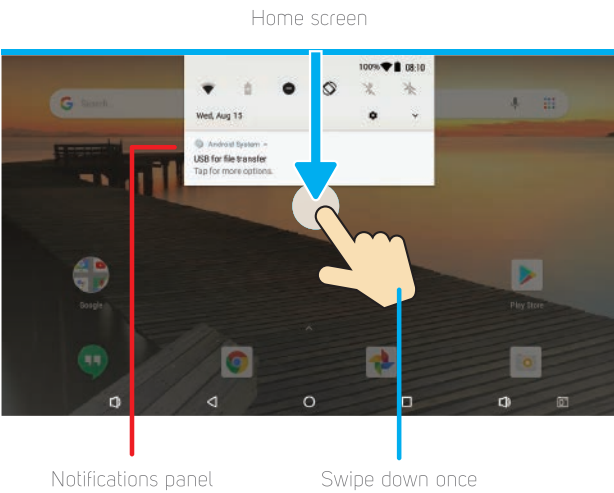 Home screen
100% 08:10
Search...
Wed, Aug 15
Android System
USB for file transfer
Tap for more options.
Google
Play Store
Notifications panel
Swipe down once